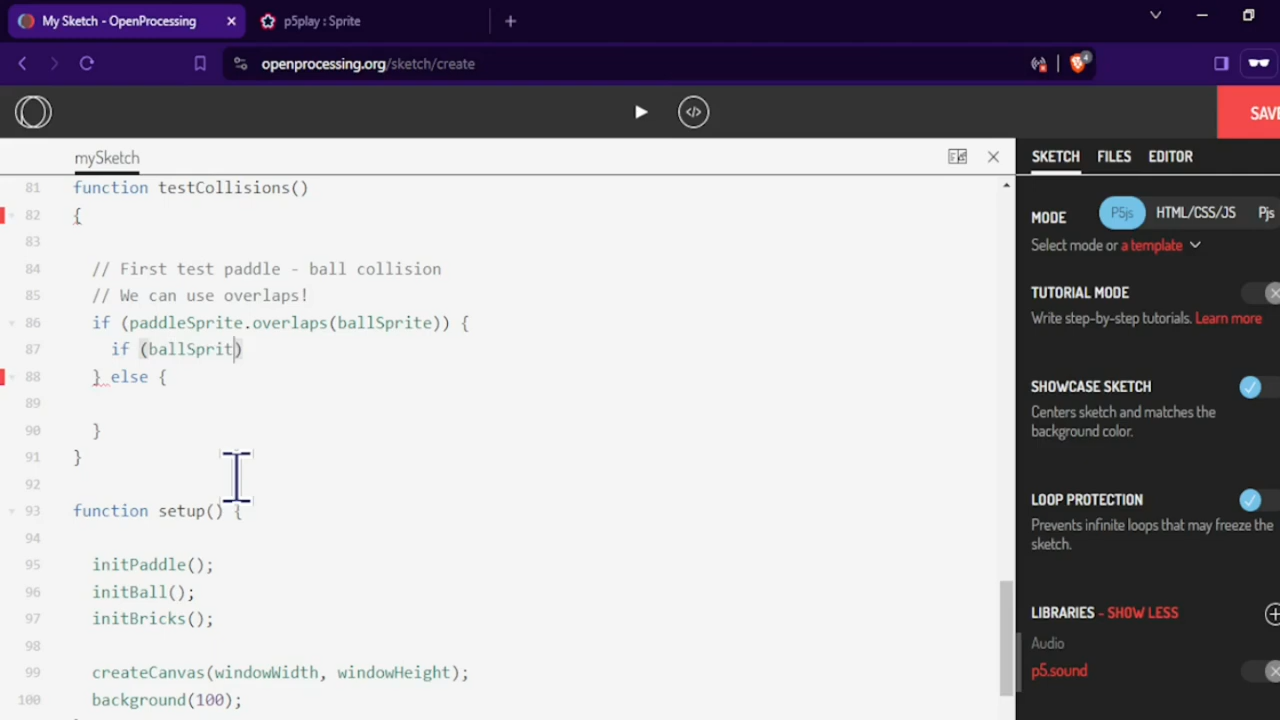 My Sketch - OpenProcessing
p5play : Sprite
openprocessing.org/sketch/create
4
</>
SAVE
mySketch
SKETCH FILES EDITOR
81 function testCollisions()
82 {
83
84 // First test paddle - ball collision
85 // We can use overlaps!
86 if (paddleSprite.overlaps(ballSprite)) {
87 if (ballSprit)
88 } else {
89
90 }
91 }
92
93 function setup() {
94
95 initPaddle();
96 initBall();
97 initBricks();
98
99 createCanvas(windowWidth, windowHeight);
100 background(100);
MODE P5js HTML/CSS/JS Pjs
Select mode or a template
TUTORIAL MODE
Write step-by-step tutorials. Learn more
SHOWCASE SKETCH
Centers sketch and matches the
background color.
LOOP PROTECTION
Prevents infinite loops that may freeze the
sketch.
LIBRARIES - SHOW LESS
Audio
p5.sound